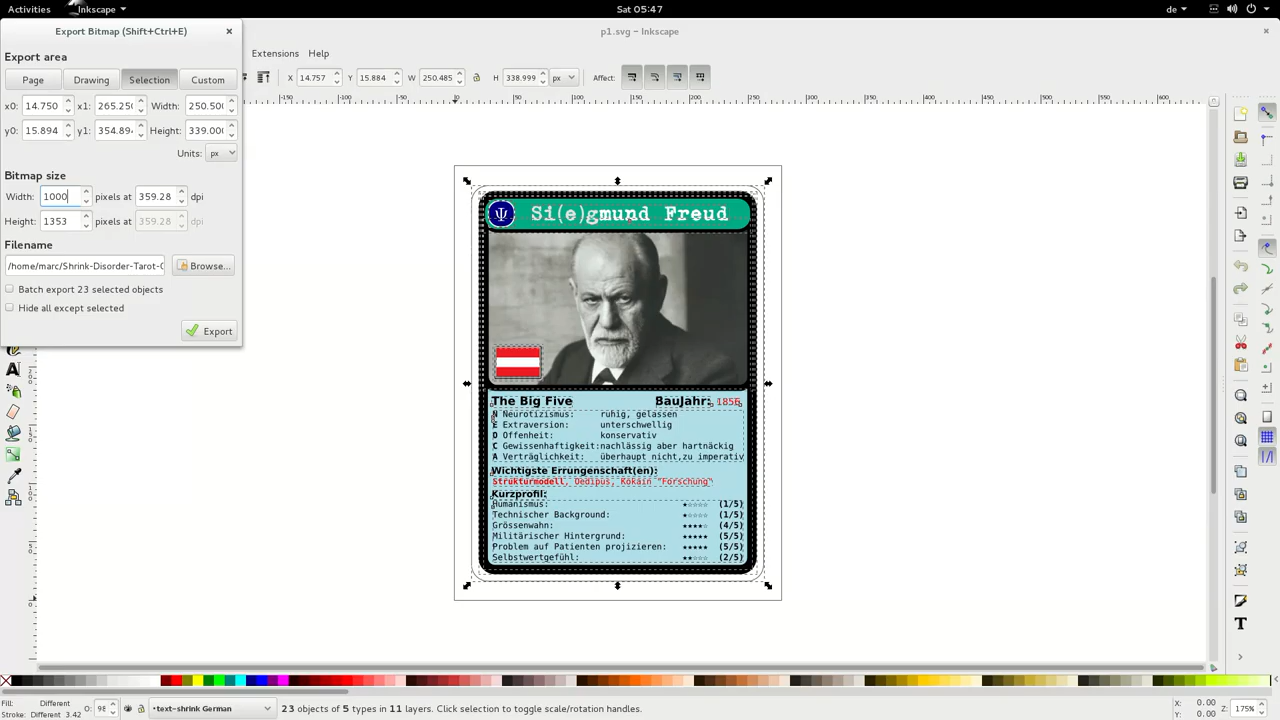 Activities Inkscape Sat 05:47 de
Export Bitmap (Shift+Ctrl+E)
p1.svg - Inkscape
Export area
Extensions Help
Page Drawing Selection Custom
X 14.757 Y 15.884 W 250.485 H 338.999 px Affect:
x0: 14.750 x1: 265.250 Width: 250.500
y0: 15.894 y1: 354.894 Height: 339.000
Units: px
Bitmap size
Width: 1000 pixels at 359.28 dpi
Height: 1353 pixels at 359.28 dpi
Filename
/home/marc/Shrink-Disorder-Tarot- Browse...
Batch export 23 selected objects
Hide all except selected
Export
Si(e)gmund Freud
The Big Five BauJahr: 1856
N Neurotizismus: ruhig, gelassen
E Extraversion: unterschwellig
O Offenheit: konservativ
C Gewissenhaftigkeit: nachlässig aber hartnäckig
A Verträglichkeit: überhaupt nicht,zu imperativ
Wichtigste Errungenschaft(en):
Strukturmodell, Oedipus, Kokain "Forschung"
Kurzprofil:
Humanismus: ★☆☆☆☆ (1/5)
Technischer Background: ★☆☆☆☆ (1/5)
Grössenwahn: ★★★★☆ (4/5)
Militärischer Hintergrund: ★★★★★ (5/5)
Problem auf Patienten projizieren: ★★★★★ (5/5)
Selbstwertgefühl: ★★☆☆☆ (2/5)
Fill: Different
Stroke: Different 3.42
O: 98
•text-shrink German
23 objects of 5 types in 11 layers. Click selection to toggle scale/rotation handles.
X: 0.00
Y: 0.00
Z: 175%